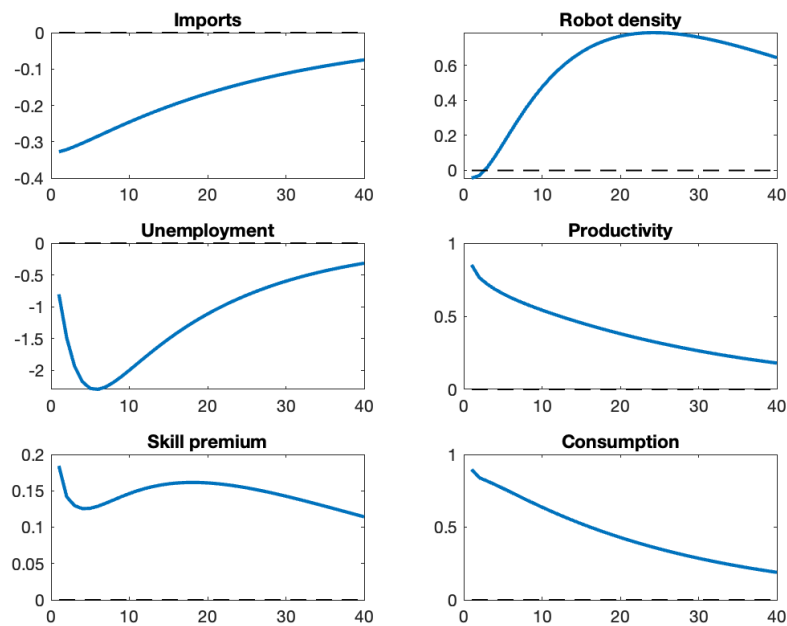 Imports
0
-0.1
-0.2
-0.3
-0.4
0 10 20 30 40
Robot density
0.6
0.4
0.2
0
0 10 20 30 40
Unemployment
0
-0.5
-1
-1.5
-2
0 10 20 30 40
Productivity
1
0.5
0
0 10 20 30 40
Skill premium
0.2
0.15
0.1
0.05
0
0 10 20 30 40
Consumption
1
0.5
0
0 10 20 30 40